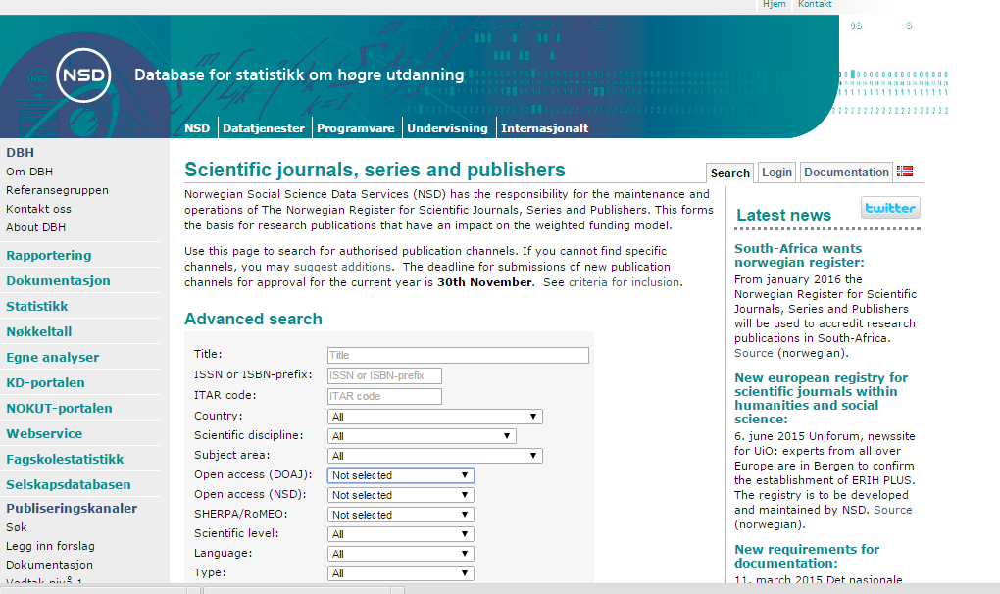 Hjem Kontakt
NSD
Database for statistikk om høgre utdanning
NSD Datatjenester Programvare Undervisning Internasjonalt
DBH
Om DBH
Referansegruppen
Kontakt oss
About DBH
Rapportering
Dokumentasjon
Statistikk
Nøkkeltall
Egne analyser
KD-portalen
NOKUT-portalen
Webservice
Fagskolestatistikk
Selskapsdatabasen
Publiseringskanaler
Søk
Legg inn forslag
Dokumentasjon
Vedtak nivå 1
Scientific journals, series and publishers
Search Login Documentation
Norwegian Social Science Data Services (NSD) has the responsibility for the maintenance and
operations of The Norwegian Register for Scientific Journals, Series and Publishers. This forms
the basis for research publications that have an impact on the weighted funding model.
Use this page to search for authorised publication channels. If you cannot find specific
channels, you may suggest additions. The deadline for submissions of new publication
channels for approval for the current year is 30th November. See criteria for inclusion.
Advanced search
Title: Title
ISSN or ISBN-prefix: ISSN or ISBN-prefix
ITAR code: ITAR code
Country: All
Scientific discipline: All
Subject area: All
Open access (DOAJ): Not selected
Open access (NSD): Not selected
SHERPA/RoMEO: Not selected
Scientific level: All
Language: All
Type: All
Latest news
twitter
South-Africa wants
norwegian register:
From january 2016 the
Norwegian Register for Scientific
Journals, Series and Publishers
will be used to accredit research
publications in South-Africa.
Source (norwegian).
New european registry for
scientific journals within
humanities and social
science:
6. june 2015 Uniforum, newssite
for UiO: experts from all over
Europe are in Bergen to confirm
the establishment of ERIH PLUS.
The registry is to be developed
and maintained by NSD. Source
(norwegian).
New requirements for
documentation:
11. march 2015 Det nasjonale